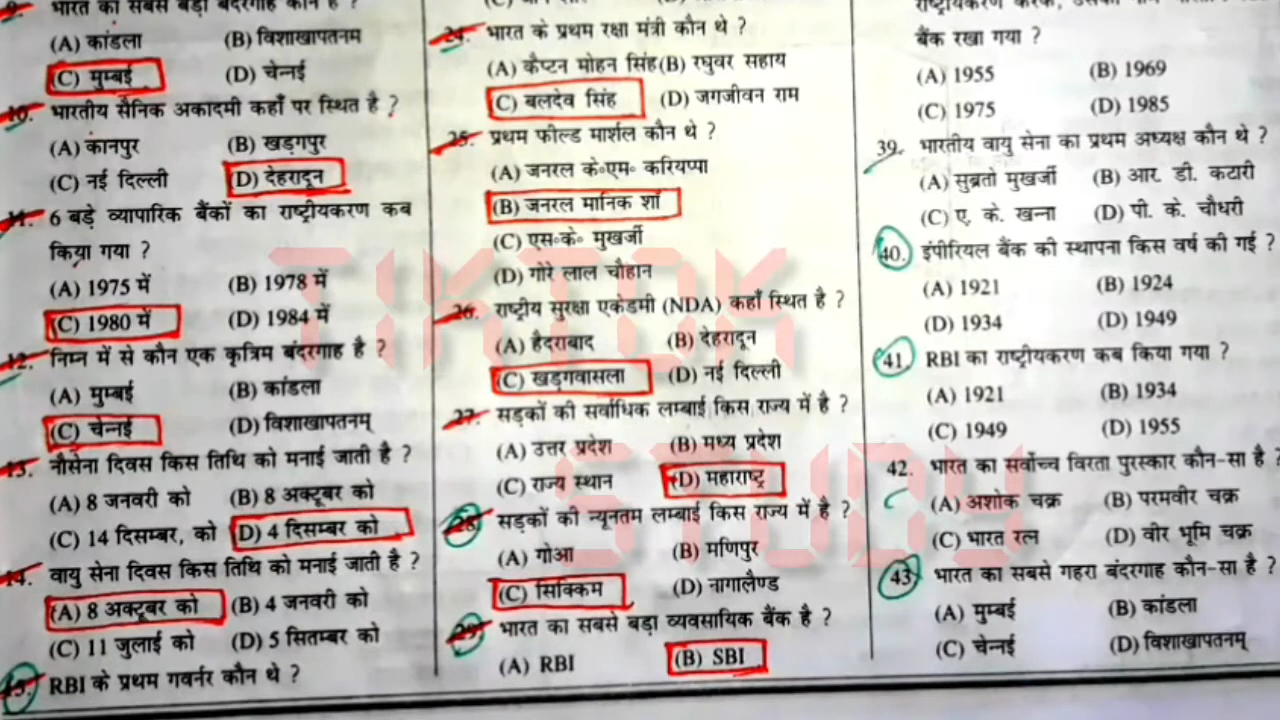 9. भारत का सबसे बड़ा बंदरगाह कौन है ?
(A) कांडला (B) विशाखापतनम
(C) मुम्बई (D) चेन्नई
10. भारतीय सैनिक अकादमी कहाँ पर स्थित है ?
(A) कानपुर (B) खड़गपुर
(C) नई दिल्ली (D) देहरादून
11. 6 बड़े व्यापारिक बैंकों का राष्ट्रीयकरण कब
किया गया ?
(A) 1975 में (B) 1978 में
(C) 1980 में (D) 1984 में
12. निम्न में से कौन एक कृत्रिम बंदरगाह है ?
(A) मुम्बई (B) कांडला
(C) चेन्नई (D) विशाखापतनम्
13. नौसेना दिवस किस तिथि को मनाई जाती है ?
(A) 8 जनवरी को (B) 8 अक्टूबर को
(C) 14 दिसम्बर, को (D) 4 दिसम्बर को
14. वायु सेना दिवस किस तिथि को मनाई जाती है ?
(A) 8 अक्टूबर को (B) 4 जनवरी को
(C) 11 जुलाई को (D) 5 सितम्बर को
15. RBI के प्रथम गवर्नर कौन थे ?
24. भारत के प्रथम रक्षा मंत्री कौन थे ?
(A) कैप्टन मोहन सिंह(B) रघुवर सहाय
(C) बलदेव सिंह (D) जगजीवन राम
25. प्रथम फील्ड मार्शल कौन थे ?
(A) जनरल के॰एम॰ करियप्पा
(B) जनरल मानिक शॉ
(C) एस॰के॰ मुखर्जी
(D) गोरे लाल चौहान
26. राष्ट्रीय सुरक्षा एकेडमी (NDA) कहाँ स्थित है ?
(A) हैदराबाद (B) देहरादून
(C) खड़गवासला (D) नई दिल्ली
27. सड़कों की सर्वाधिक लम्बाई किस राज्य में है ?
(A) उत्तर प्रदेश (B) मध्य प्रदेश
(C) राज्य स्थान (D) महाराष्ट्र
28. सड़कों की न्यूनतम लम्बाई किस राज्य में है ?
(A) गोआ (B) मणिपुर
(C) सिक्किम (D) नागालैण्ड
29. भारत का सबसे बड़ा व्यवसायिक बैंक है ?
(A) RBI (B) SBI
राष्ट्रीयकरण करके, उसका नाम
बैंक रखा गया ?
(A) 1955 (B) 1969
(C) 1975 (D) 1985
39. भारतीय वायु सेना का प्रथम अध्यक्ष कौन थे ?
(A) सुब्रतो मुखर्जी (B) आर. डी. कटारी
(C) ए. के. खन्ना (D) पी. के. चौधरी
40. इंपीरियल बैंक की स्थापना किस वर्ष की गई ?
(A) 1921 (B) 1924
(D) 1934 (D) 1949
41. RBI का राष्ट्रीयकरण कब किया गया ?
(A) 1921 (B) 1934
(C) 1949 (D) 1955
42. भारत का सर्वोच्च विरता पुरस्कार कौन-सा है ?
(A) अशोक चक्र (B) परमवीर चक्र
(C) भारत रत्न (D) वीर भूमि चक्र
43. भारत का सबसे गहरा बंदरगाह कौन-सा है ?
(A) मुम्बई (B) कांडला
(C) चेन्नई (D) विशाखापतनम्
TIKTOK
STUDY